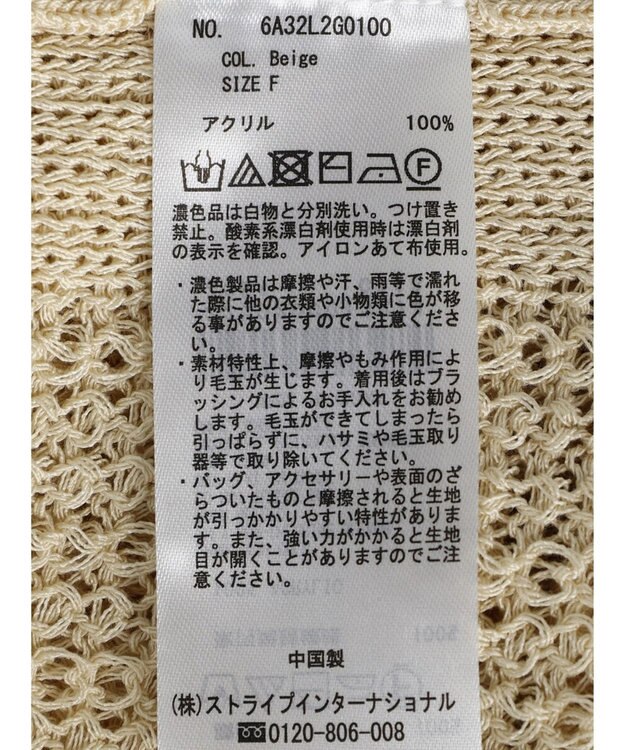 NO. 6A32L2G0100
COL. Beige
SIZE F
アクリル 100%
F
濃色品は白物と分別洗い。つけ置き
禁止。酸素系漂白剤使用時は漂白剤
の表示を確認。アイロンあて布使用。
・濃色製品は摩擦や汗、雨等で濡れ
た際に他の衣類や小物類に色が移
る事がありますのでご注意くださ
い。
・素材特性上、摩擦やもみ作用によ
り毛玉が生じます。着用後はブラ
ッシングによるお手入れをお勧め
します。毛玉ができてしまったら
引っぱらずに、ハサミや毛玉取り
器等で取り除いてください。
・バッグ、アクセサリーや表面のざ
らついたものと摩擦されると生地
が引っかかりやすい特性がありま
す。また、強い力がかかると生地
目が開くことがありますのでご注
意ください。
中国製
(株)ストライプインターナショナル
0120-806-008